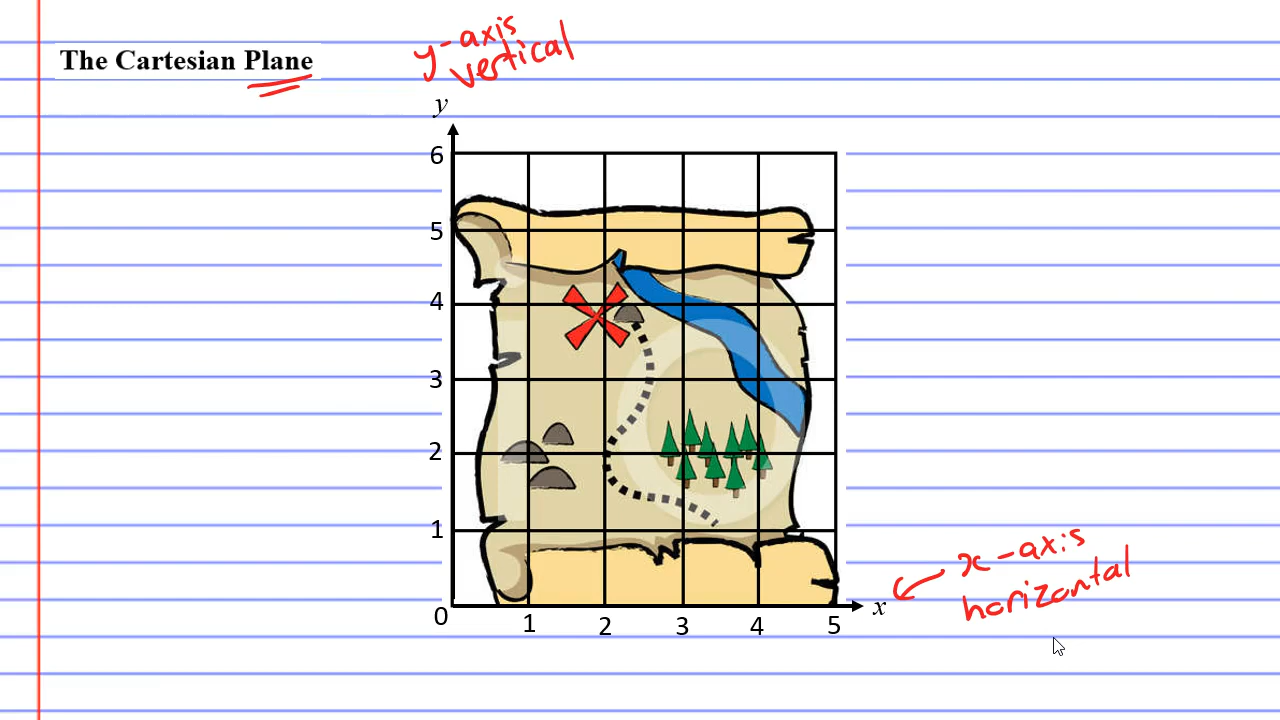 The Cartesian Plane
y-axis
vertical
y
6
5
4
3
2
1
0
1 2 3 4 5
x
x-axis
horizontal